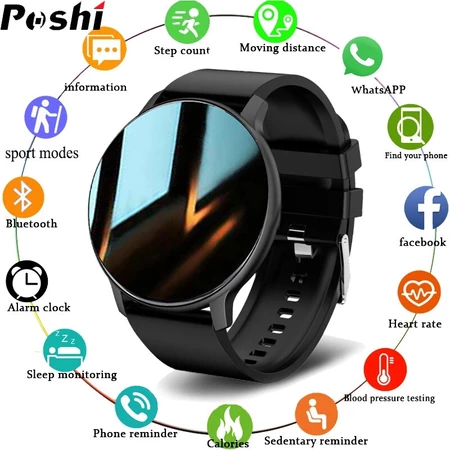 Poshi
Step count
Moving distance
information
WhatsAPP
sport modes
Find your phone
Bluetooth
facebook
Alarm clock
Heart rate
zZZ
Sleep monitoring
Blood pressure testing
Phone reminder
Calories
Sedentary reminder